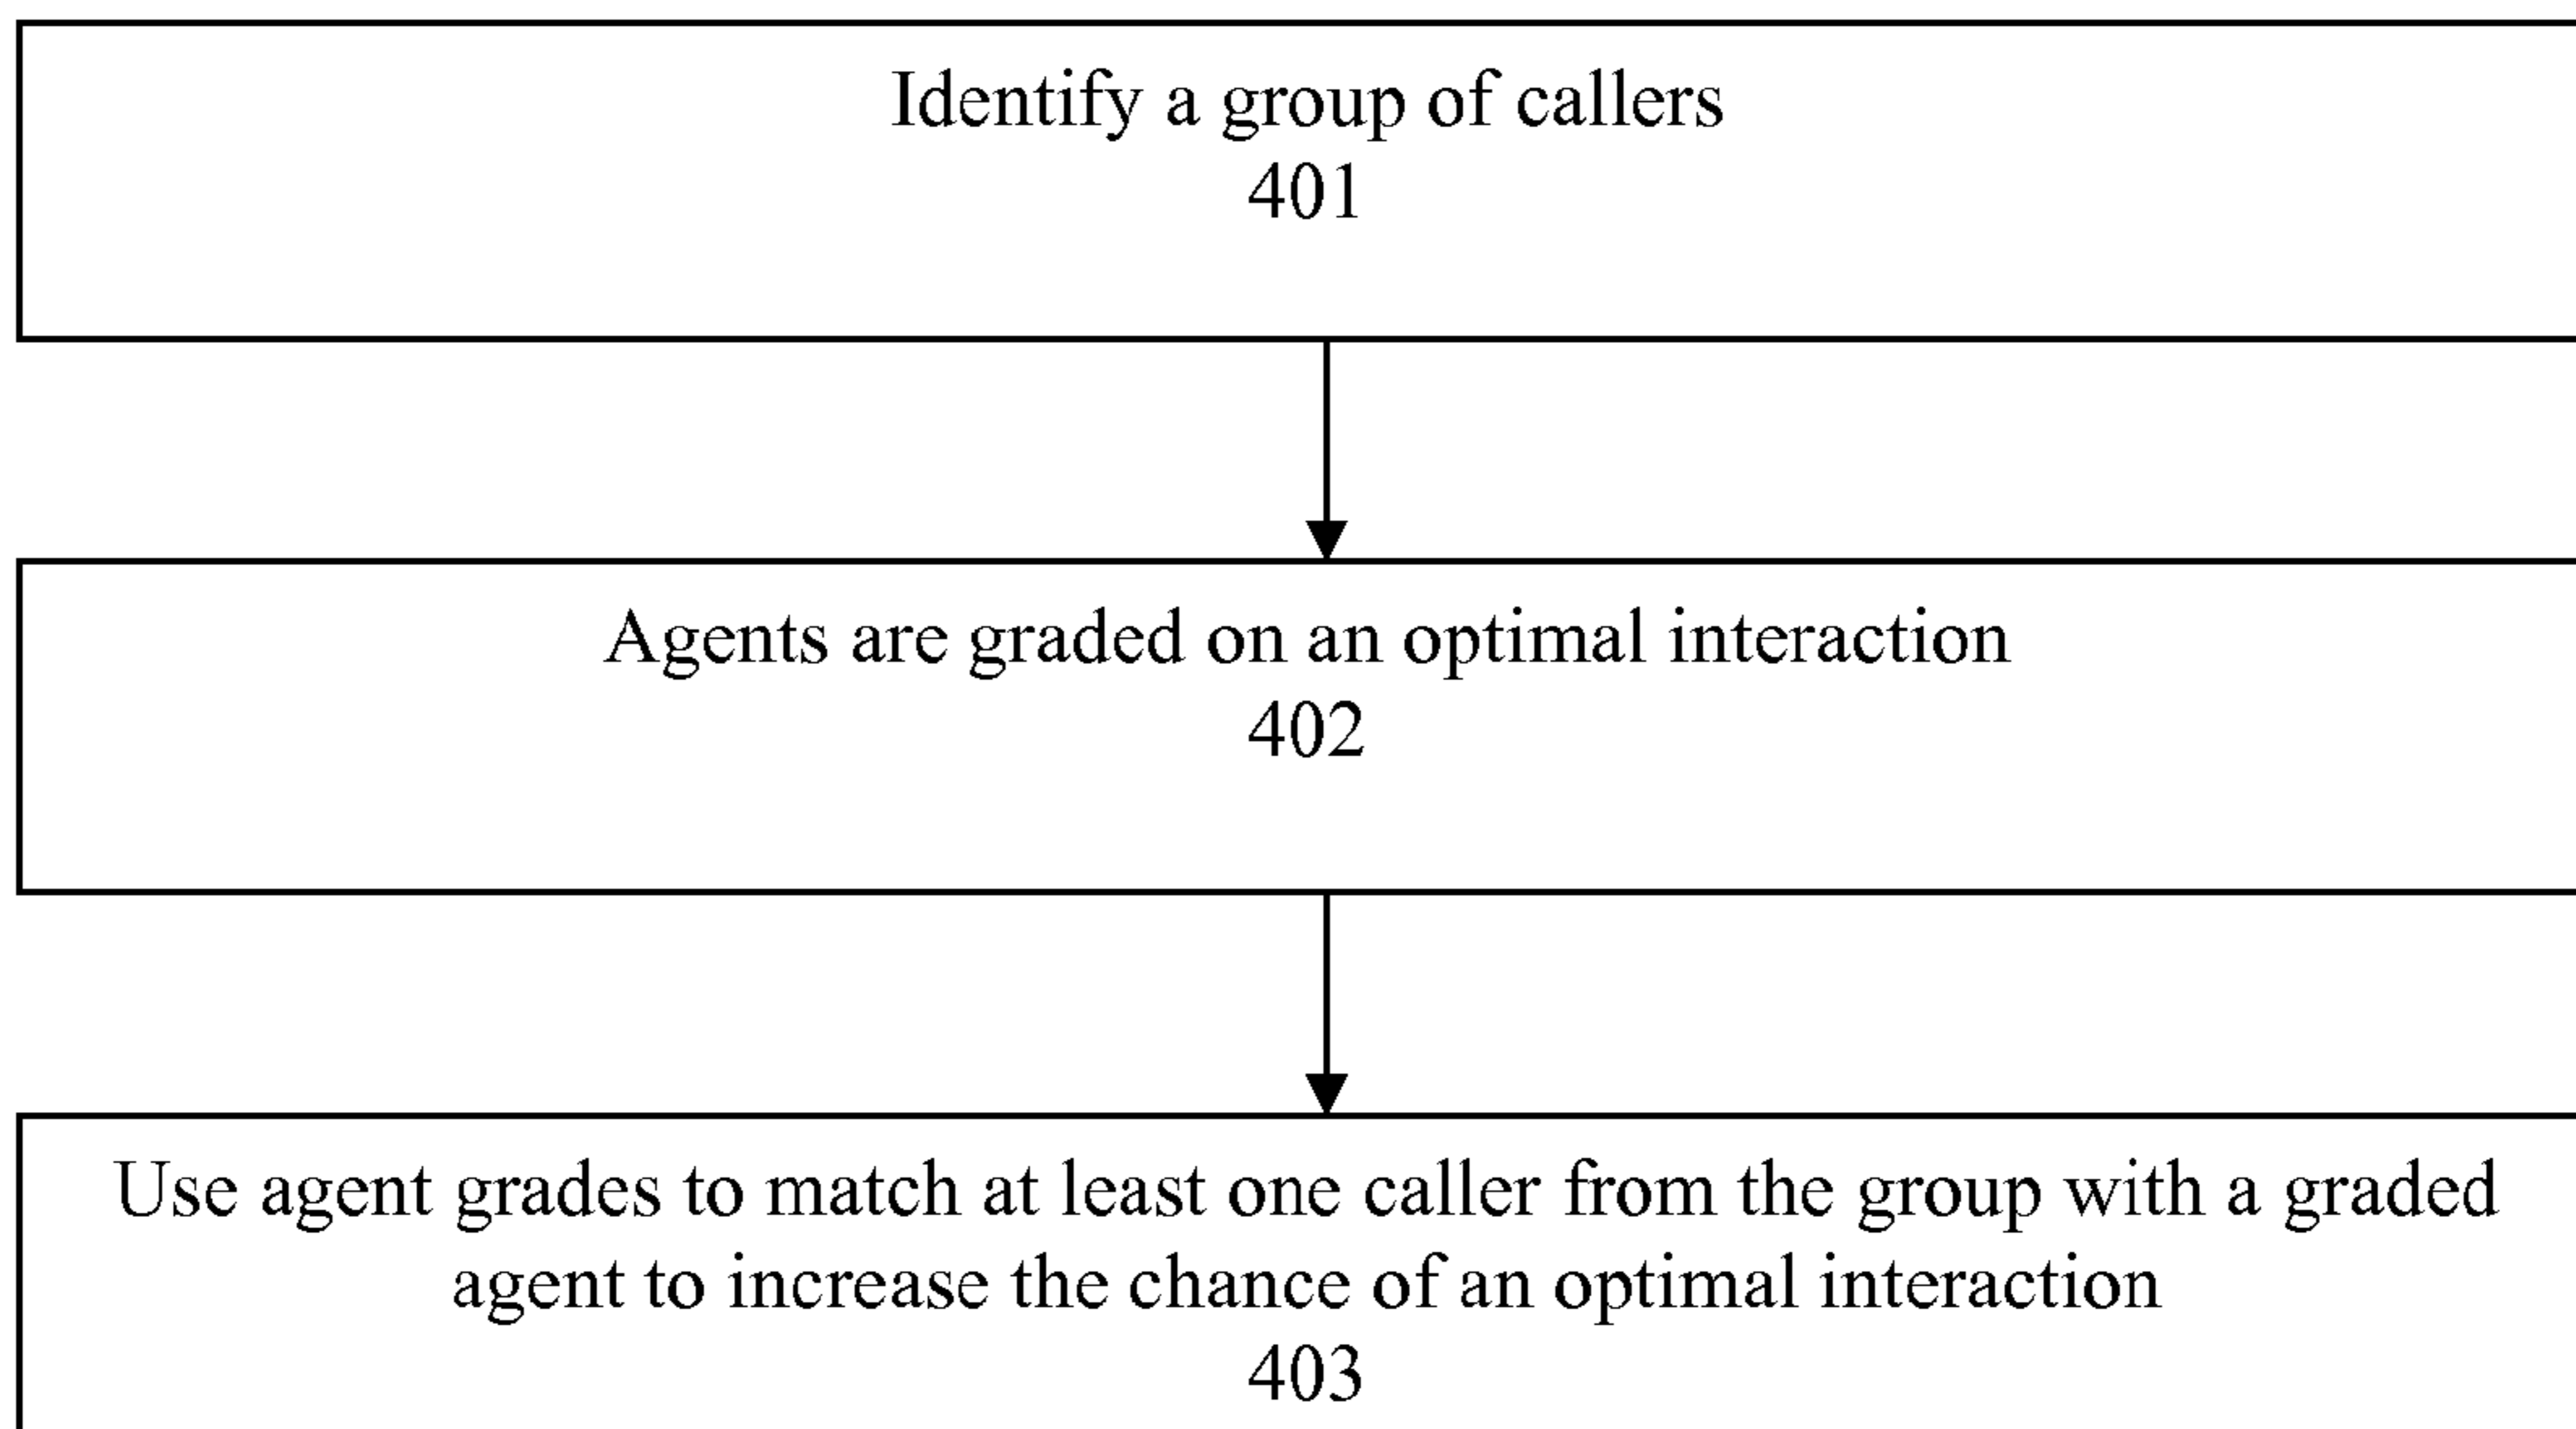 Identify a group of callers
401
Agents are graded on an optimal interaction
402
Use agent grades to match at least one caller from the group with a graded
agent to increase the chance of an optimal interaction
403